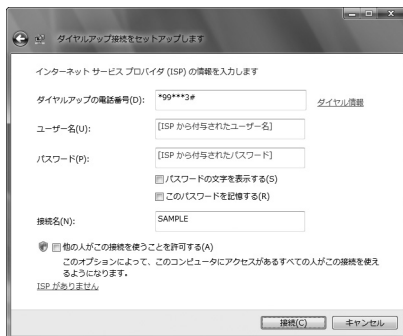 ダイヤルアップ接続をセットアップします
インターネット サービス プロバイダ (ISP) の情報を入力します
ダイヤルアップの電話番号(D):
*99***3#
ダイヤル情報
ユーザー名(U):
[ISP から付与されたユーザー名]
パスワード(P):
[ISP から付与されたパスワード]
パスワードの文字を表示する(S)
このパスワードを記憶する(R)
接続名(N):
SAMPLE
他の人がこの接続を使うことを許可する(A)
このオプションによって、このコンピュータにアクセスがあるすべての人がこの接続を使え
るようになります。
ISP がありません
接続(C)
キャンセル